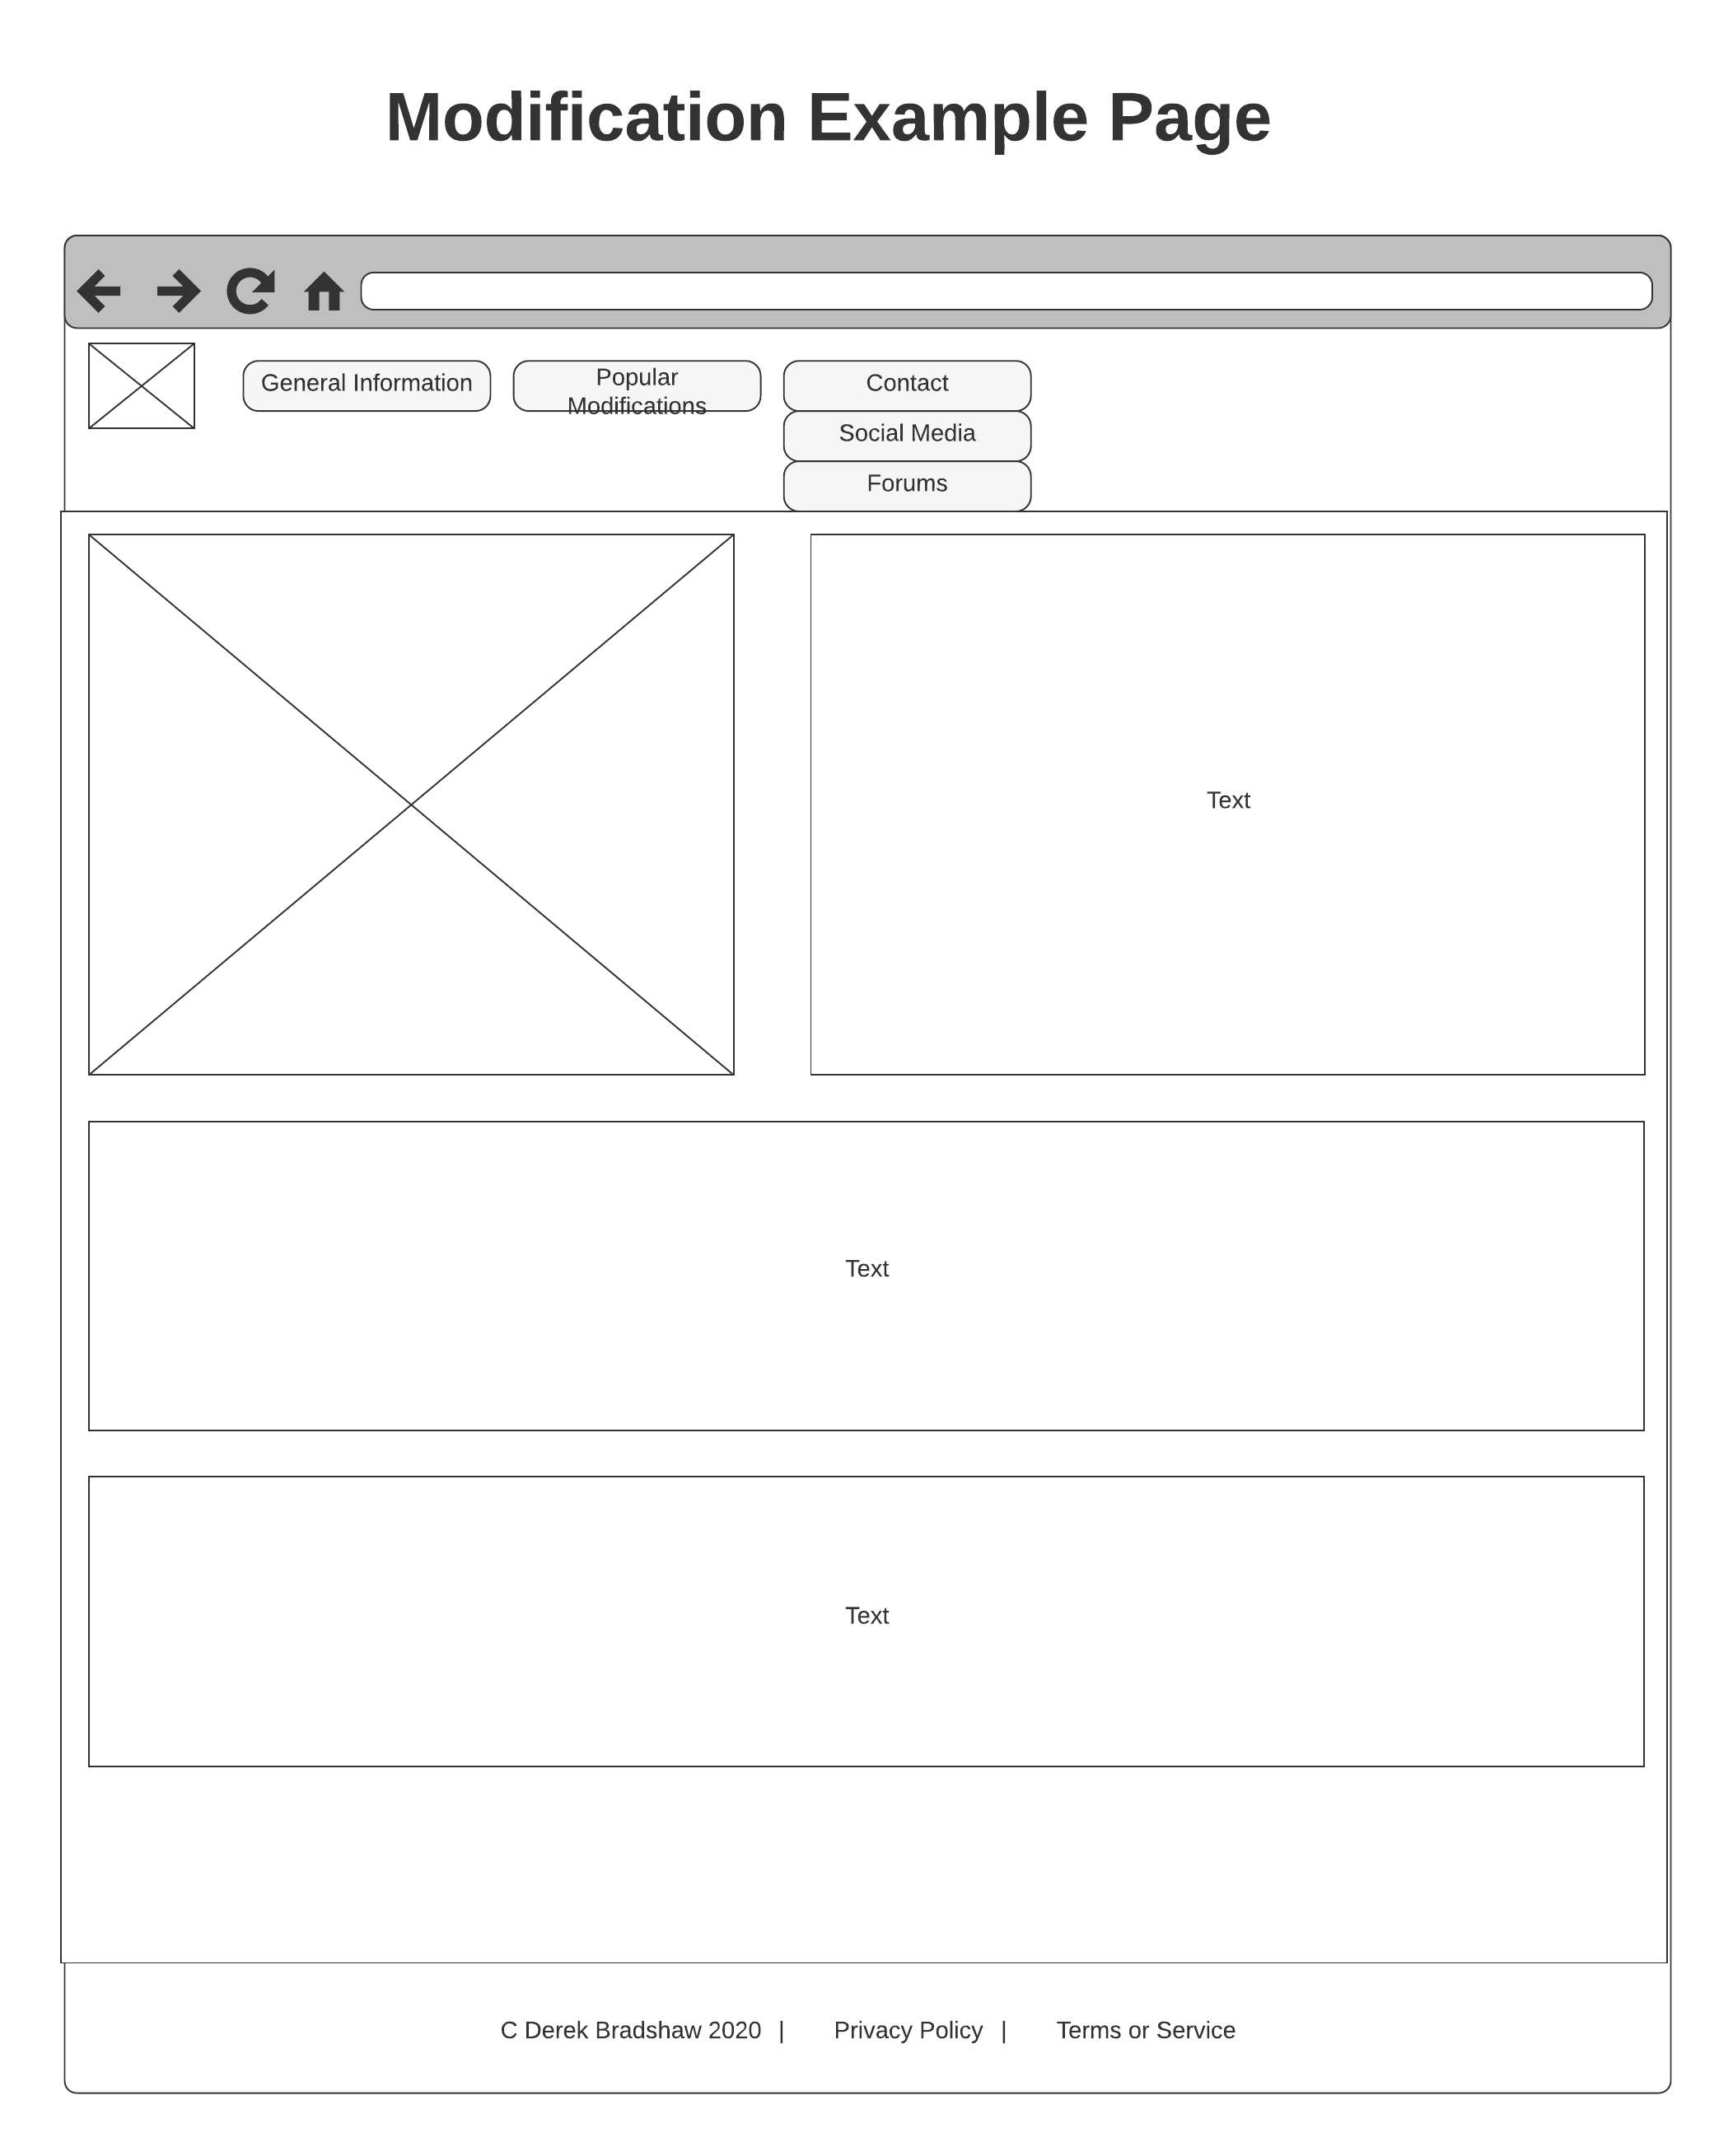 Modification Example Page
General Information
Popular
Modifications
Contact
Social Media
Forums
Text
Text
Text
C Derek Bradshaw 2020 | Privacy Policy | Terms or Service